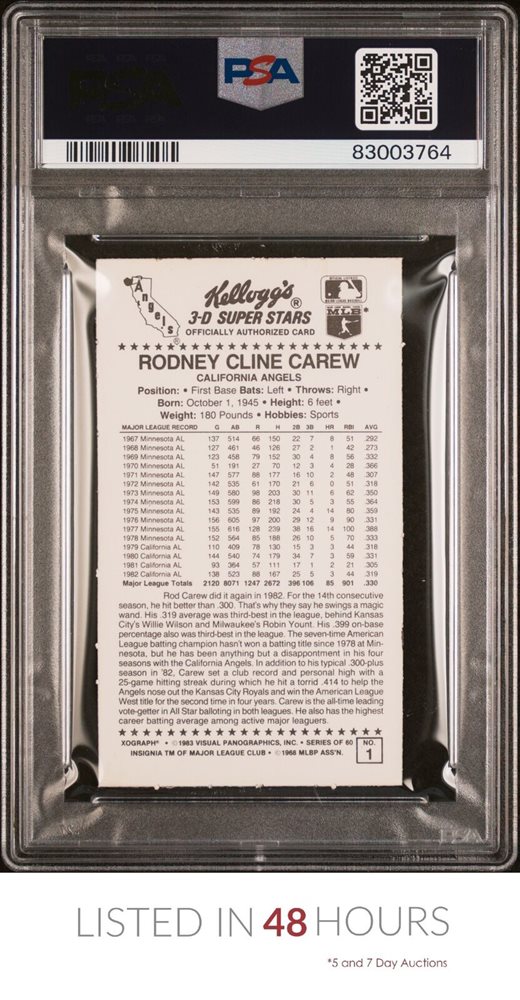 PSA
83003764
Angels
Kellogg's®
3-D SUPER STARS
OFFICIALLY AUTHORIZED CARD
MLB
RODNEY CLINE CAREW
CALIFORNIA ANGELS
Position: • First Base Bats: Left • Throws: Right •
Born: October 1, 1945 • Height: 6 feet •
Weight: 180 Pounds • Hobbies: Sports
MAJOR LEAGUE RECORD G AB R H 2B 3B HR RBI AVG
1967 Minnesota AL 137 514 66 150 22 7 8 51 .292
1968 Minnesota AL 127 461 46 126 27 2 1 42 .273
1969 Minnesota AL 123 458 79 152 30 4 8 56 .332
1970 Minnesota AL 51 191 27 70 12 3 4 28 .366
1971 Minnesota AL 147 577 88 177 16 10 2 48 .307
1972 Minnesota AL 142 535 61 170 21 6 0 51 .318
1973 Minnesota AL 149 580 98 203 30 11 6 62 .350
1974 Minnesota AL 153 599 86 218 30 5 3 55 .364
1975 Minnesota AL 143 535 89 192 24 4 14 80 .359
1976 Minnesota AL 156 605 97 200 29 12 9 90 .331
1977 Minnesota AL 155 616 128 239 38 16 14 100 .388
1978 Minnesota AL 152 564 85 188 26 10 5 70 .333
1979 California AL 110 409 78 130 15 3 3 44 .318
1980 California AL 144 540 74 179 34 7 3 59 .331
1981 California AL 93 364 57 111 17 1 2 21 .305
1982 California AL 138 523 88 167 25 5 3 44 .319
Major League Totals 2120 8071 1247 2672 396 106 85 901 .330
Rod Carew did it again in 1982. For the 14th consecutive
season, he hit better than .300. That's why they say he swings a magic
wand. His .319 average was third-best in the league, behind Kansas
City's Willie Wilson and Milwaukee's Robin Yount. His .399 on-base
percentage also was third-best in the league. The seven-time American
League batting champion hasn't won a batting title since 1978 at Min-
nesota, but he has been anything but a disappointment in his four
seasons with the California Angels. In addition to his typical .300-plus
season in '82, Carew set a club record and personal high with a
25-game hitting streak during which he hit a torrid .414 to help the
Angels nose out the Kansas City Royals and win the American League
West title for the second time in four years. Carew is the all-time leading
vote-getter in All Star balloting in both leagues. He also has the highest
career batting average among active major leaguers.
XOGRAPH® • ©1983 VISUAL PANOGRAPHICS, INC. • SERIES OF 60
INSIGNIA TM OF MAJOR LEAGUE CLUB • ©1968 MLBP ASS'N.
NO.
1
LISTED IN 48 HOURS
*5 and 7 Day Auctions